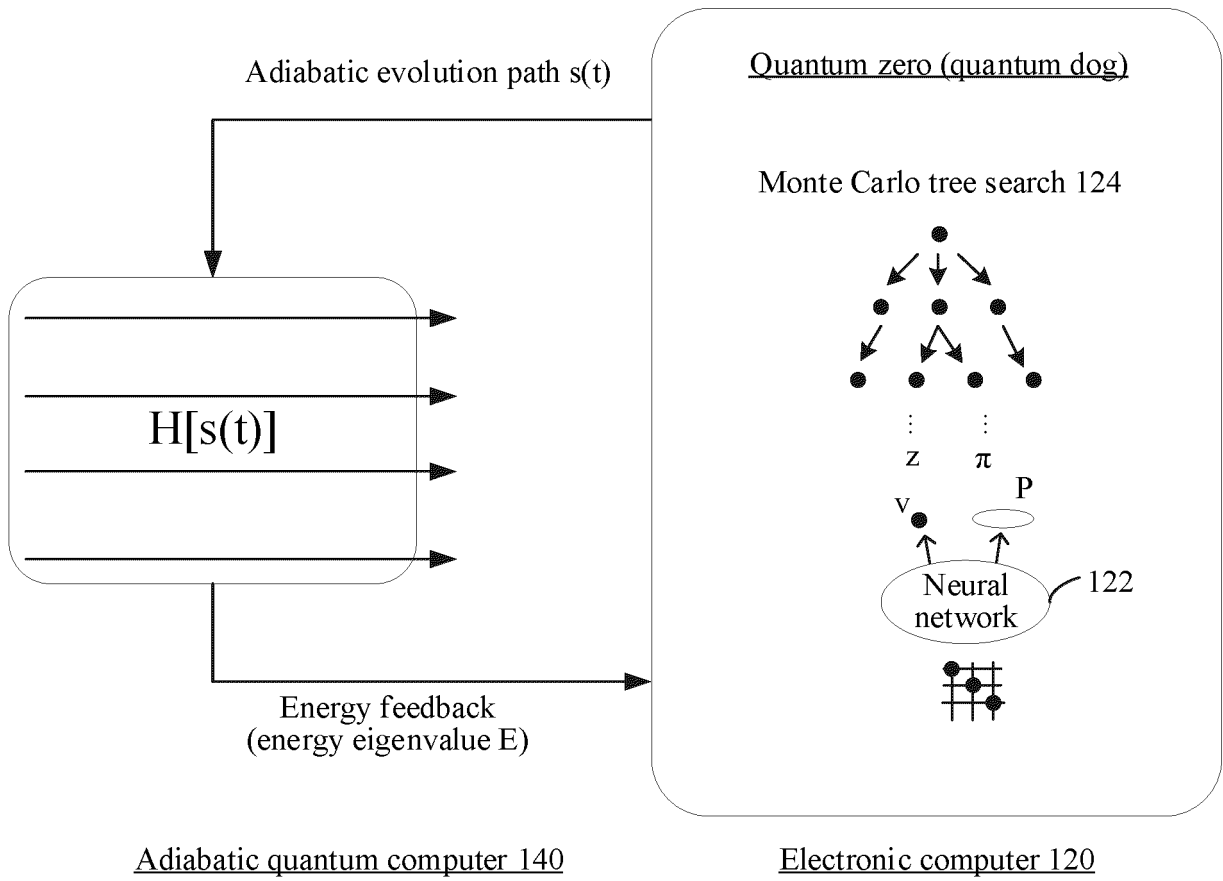 Adiabatic evolution path s(t)
Quantum zero (quantum dog)
Monte Carlo tree search 124
H[s(t)]
z
π
v
P
Neural
network
122
Energy feedback
(energy eigenvalue E)
Adiabatic quantum computer 140
Electronic computer 120